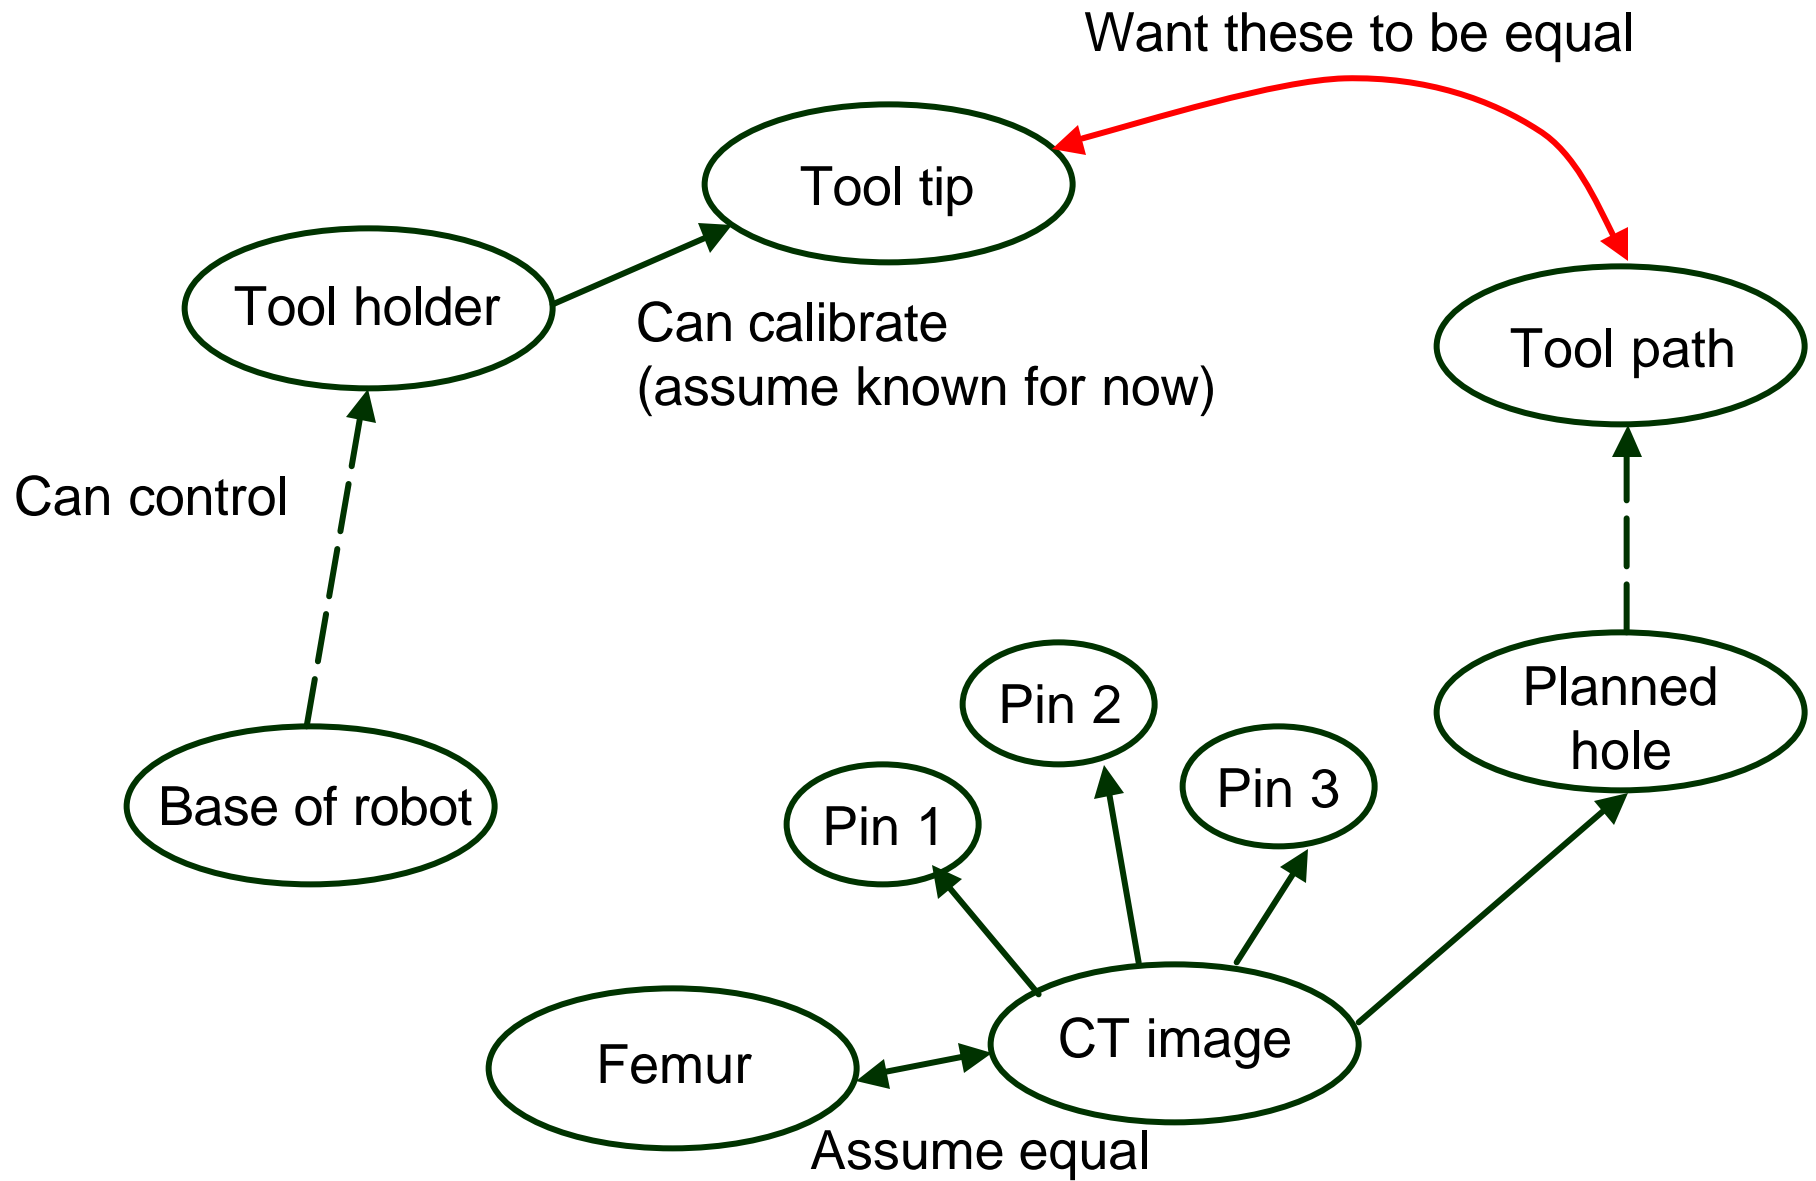 Want these to be equal
Tool tip
Tool holder
Can calibrate
(assume known for now)
Tool path
Can control
Planned
hole
Pin 2
Pin 3
Base of robot
Pin 1
CT image
Femur
Assume equal